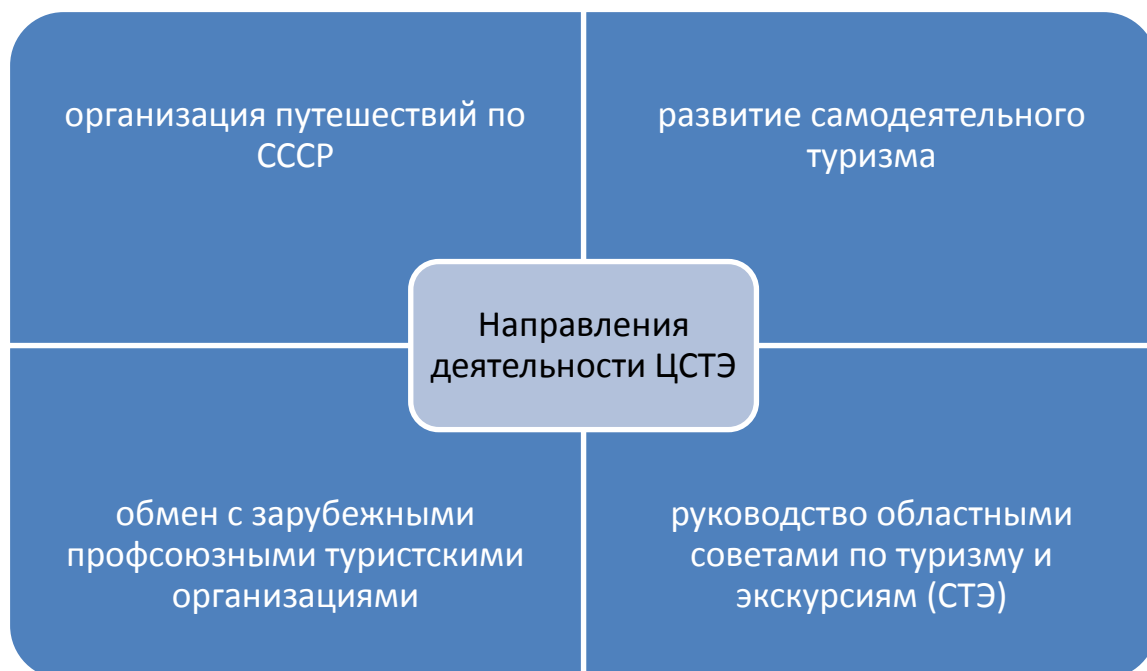 организация путешествий по
СССР
развитие самодеятельного
туризма
Направления
деятельности ЦСТЭ
обмен с зарубежными
профсоюзными туристскими
организациями
руководство областными
советами по туризму и
экскурсиям (СТЭ)